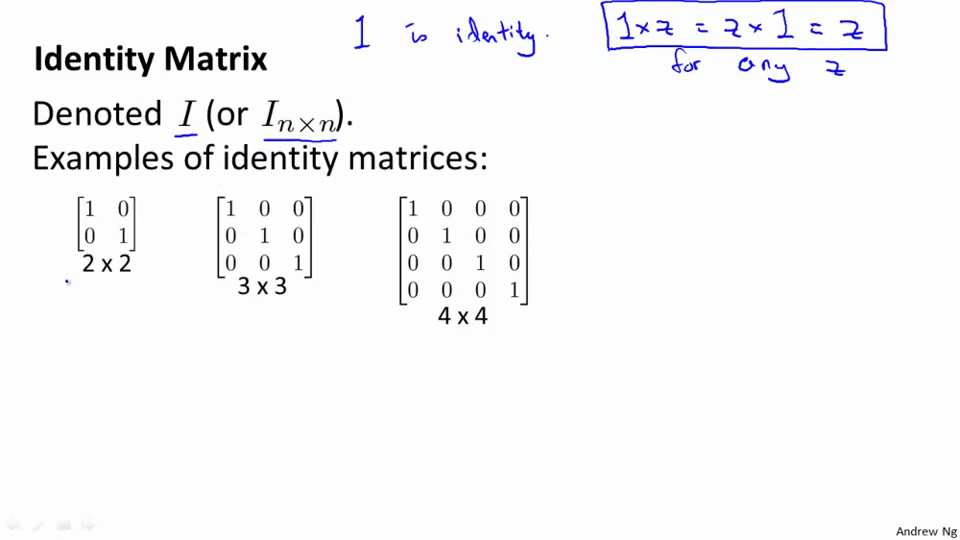 1 is identity. 1 × z = z × 1 = z
for any z
Identity Matrix
Denoted I (or I_{n×n}).
Examples of identity matrices:
[1 0 [1 0 0 [1 0 0 0
0 1] 0 1 0 0 1 0 0
2 x 2 0 0 1] 0 0 1 0
3 x 3 0 0 0 1]
4 x 4
Andrew Ng